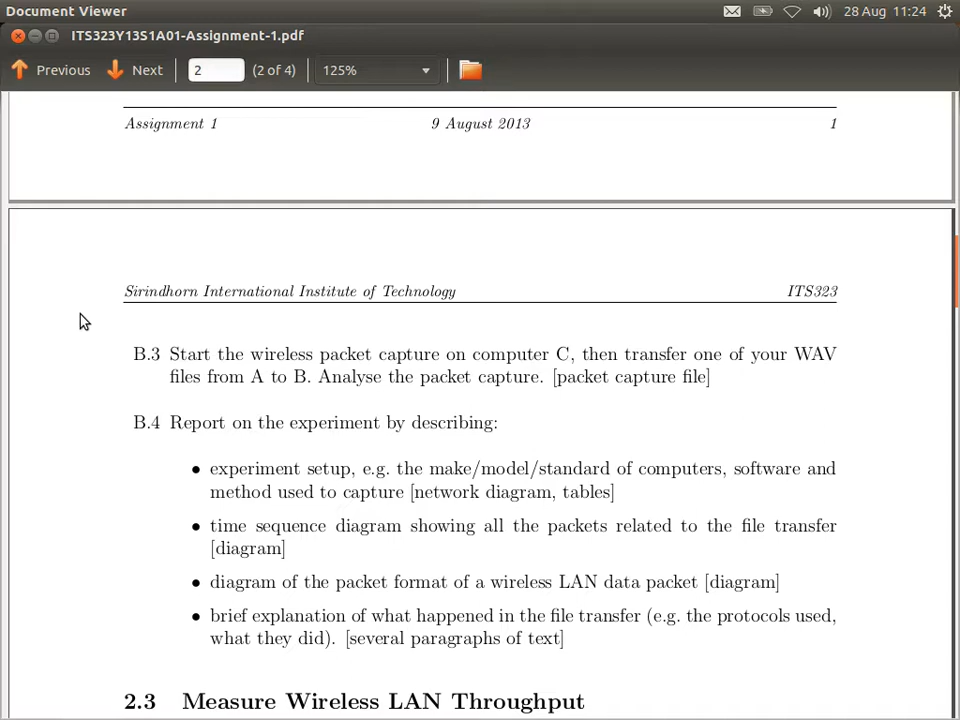 Document Viewer 28 Aug 11:24
ITS323Y13S1A01-Assignment-1.pdf
Previous Next 2 (2 of 4) 125%
Assignment 1 9 August 2013 1
Sirindhorn International Institute of Technology ITS323
B.3 Start the wireless packet capture on computer C, then transfer one of your WAV
files from A to B. Analyse the packet capture. [packet capture file]
B.4 Report on the experiment by describing:
• experiment setup, e.g. the make/model/standard of computers, software and
method used to capture [network diagram, tables]
• time sequence diagram showing all the packets related to the file transfer
[diagram]
• diagram of the packet format of a wireless LAN data packet [diagram]
• brief explanation of what happened in the file transfer (e.g. the protocols used,
what they did). [several paragraphs of text]
2.3 Measure Wireless LAN Throughput